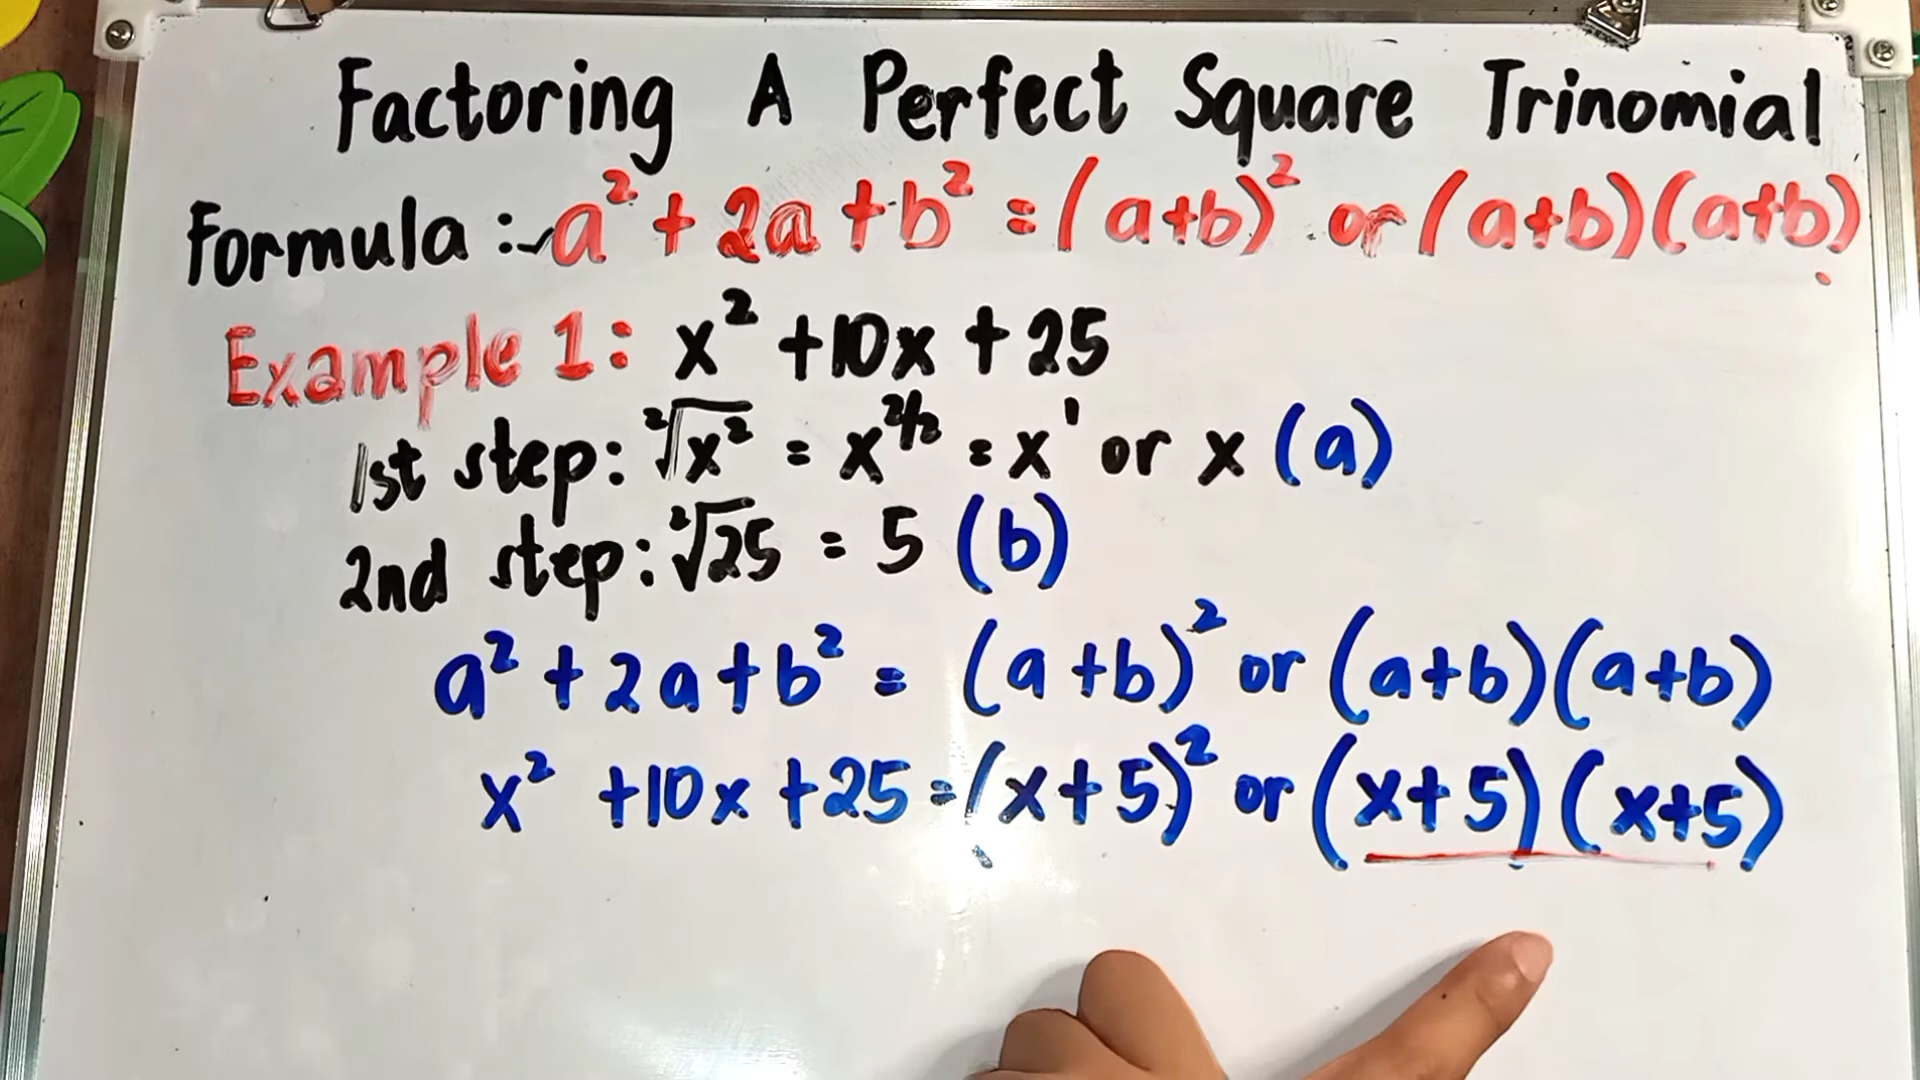 Factoring A Perfect Square Trinomial
Formula: a² + 2a + b² = (a+b)² or (a+b)(a+b)
Example 1: x² +10x + 25
1st step: ²√x² = x^2/2 = x¹ or x (a)
2nd step: ²√25 = 5 (b)
a² + 2a + b² = (a+b)² or (a+b)(a+b)
x² +10x +25 = (x+5)² or (x+5)(x+5)